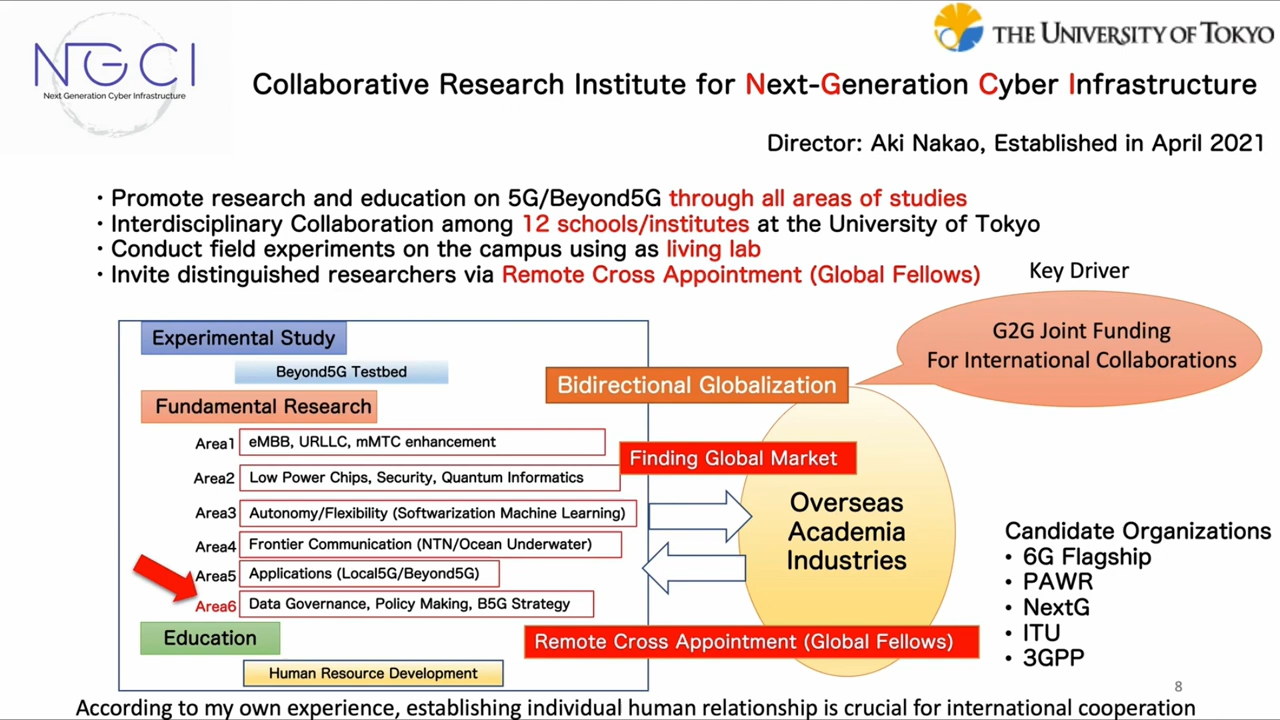 NGCI
Next Generation Cyber Infrastructure
THE UNIVERSITY OF TOKYO
Collaborative Research Institute for Next-Generation Cyber Infrastructure
Director: Aki Nakao, Established in April 2021
・Promote research and education on 5G/Beyond5G through all areas of studies
・Interdisciplinary Collaboration among 12 schools/institutes at the University of Tokyo
・Conduct field experiments on the campus using as living lab
・Invite distinguished researchers via Remote Cross Appointment (Global Fellows)
Key Driver
G2G Joint Funding
For International Collaborations
Experimental Study
Beyond5G Testbed
Fundamental Research
Area1 eMBB, URLLC, mMTC enhancement
Area2 Low Power Chips, Security, Quantum Informatics
Area3 Autonomy/Flexibility (Softwarization Machine Learning)
Area4 Frontier Communication (NTN/Ocean Underwater)
Area5 Applications (Local5G/Beyond5G)
Area6 Data Governance, Policy Making, B5G Strategy
Education
Human Resource Development
Bidirectional Globalization
Finding Global Market
Overseas
Academia
Industries
Remote Cross Appointment (Global Fellows)
Candidate Organizations
• 6G Flagship
• PAWR
• NextG
• ITU
• 3GPP
8
According to my own experience, establishing individual human relationship is crucial for international cooperation